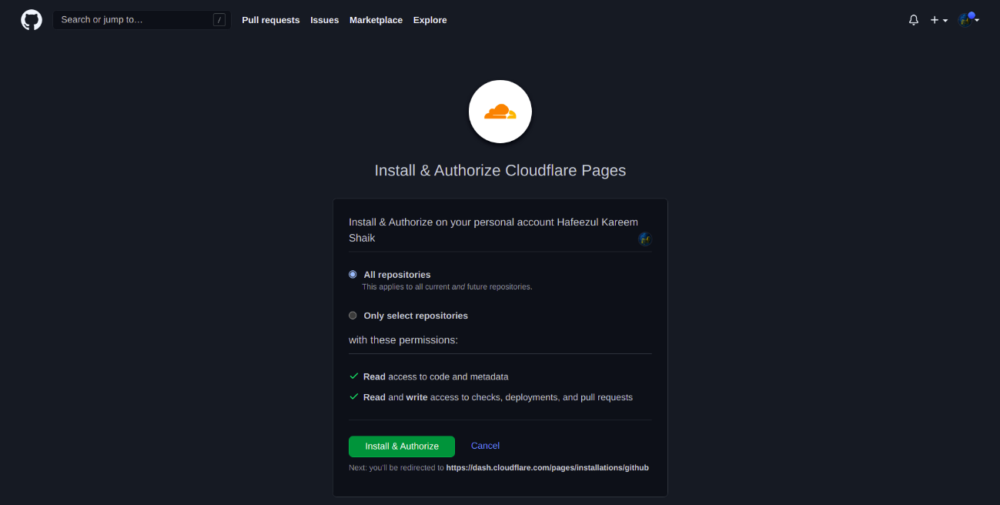 Search or jump to… /
Pull requests Issues Marketplace Explore
Install & Authorize Cloudflare Pages
Install & Authorize on your personal account Hafeezul Kareem
Shaik
All repositories
This applies to all current and future repositories.
Only select repositories
with these permissions:
Read access to code and metadata
Read and write access to checks, deployments, and pull requests
Install & Authorize Cancel
Next: you'll be redirected to https://dash.cloudflare.com/pages/installations/github